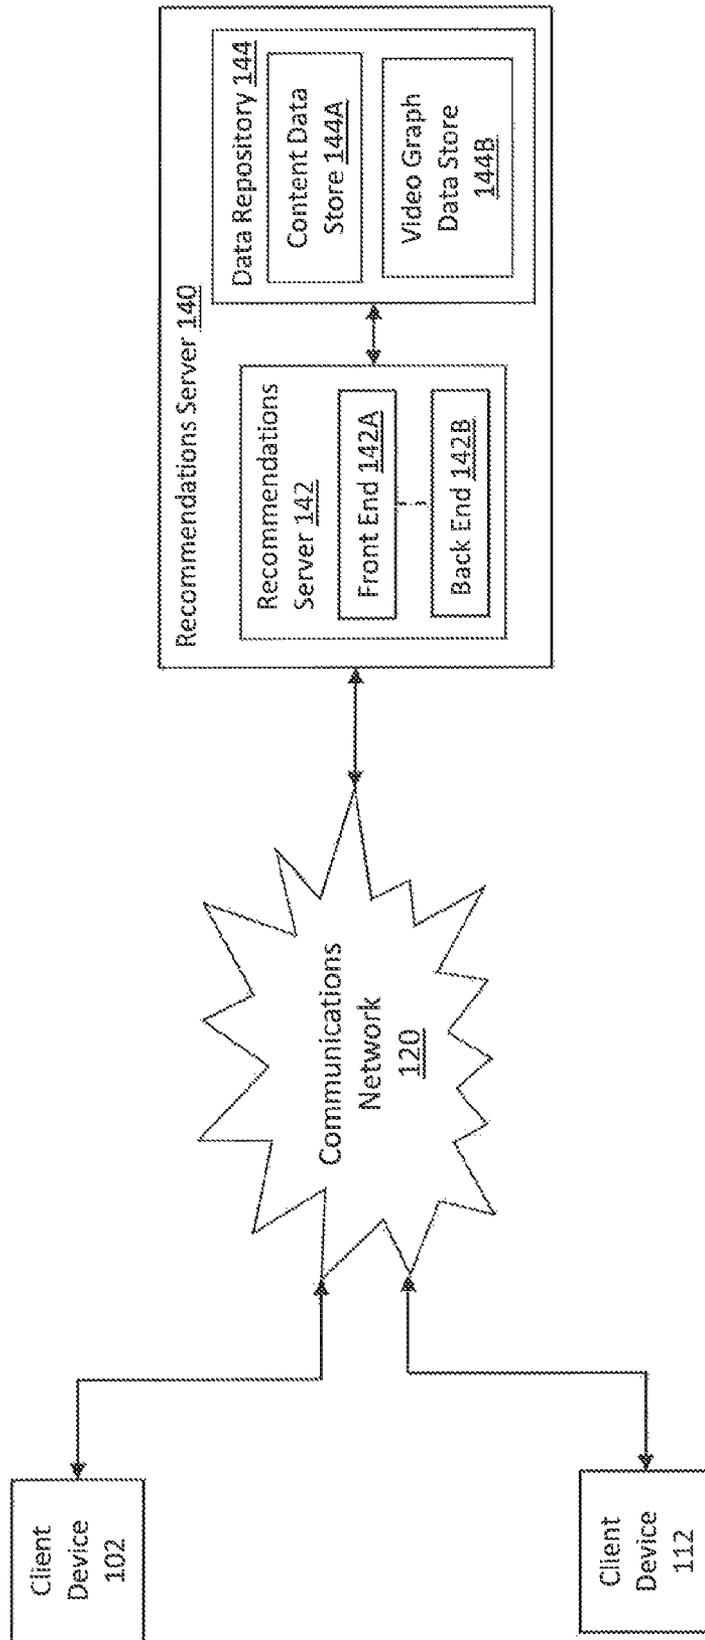 Client
Device
102
Client
Device
112
Communications
Network
120
Recommendations Server 140
Recommendations
Server 142
Front End 142A
Back End 142B
Data Repository 144
Content Data
Store 144A
Video Graph
Data Store
144B